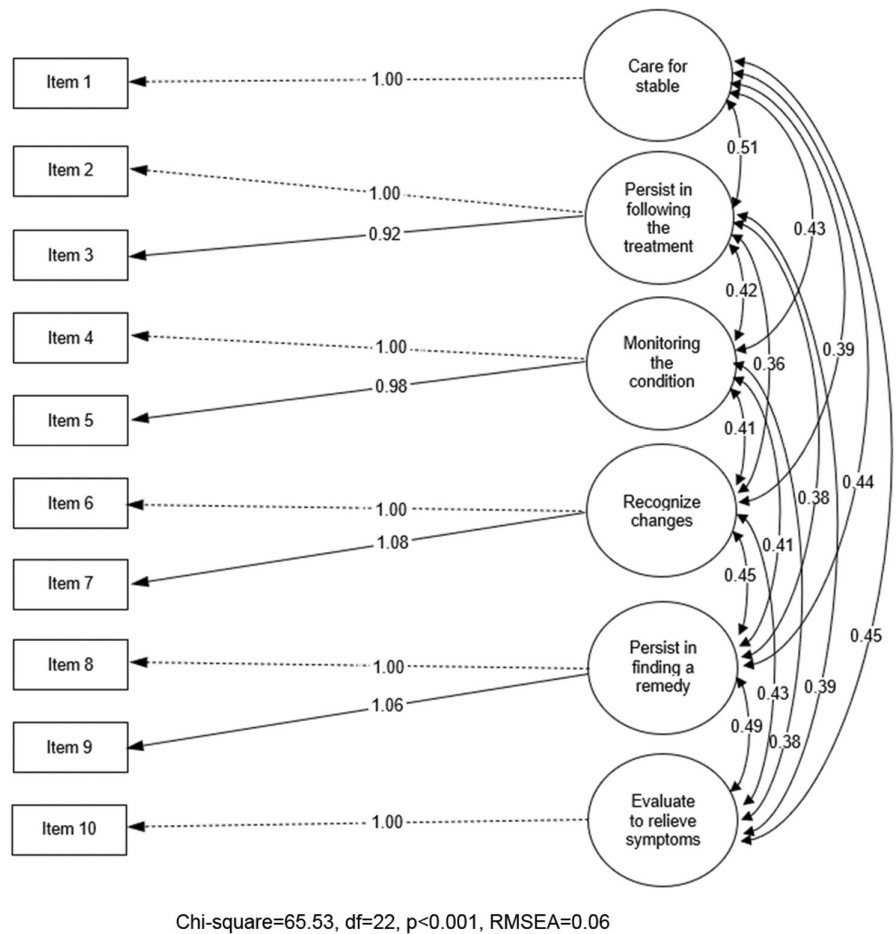 Item 1
Item 2
Item 3
Item 4
Item 5
Item 6
Item 7
Item 8
Item 9
Item 10
1.00
1.00
0.92
1.00
0.98
1.00
1.08
1.00
1.06
1.00
Care for
stable
Persist in
following
the
treatment
Monitoring
the
condition
Recognize
changes
Persist in
finding a
remedy
Evaluate
to relieve
symptoms
0.51
0.43
0.42
0.39
0.36
0.41
0.44
0.38
0.41
0.45
0.45
0.39
0.43
0.49
0.38
Chi-square=65.53, df=22, p<0.001, RMSEA=0.06